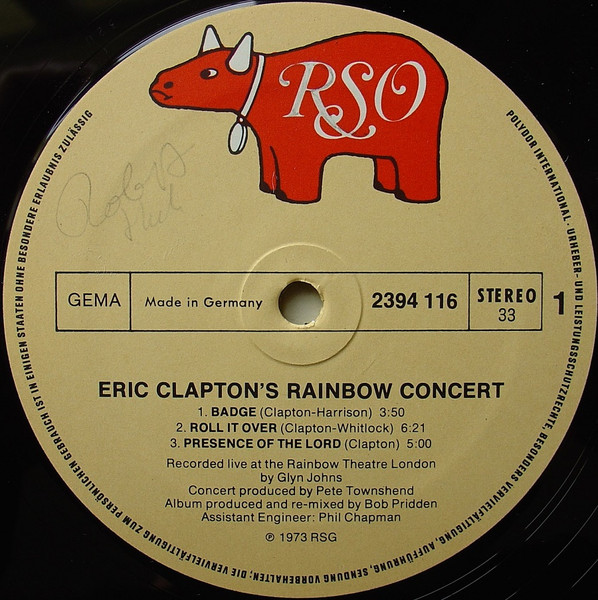 RSO
GEMA
Made in Germany
2394 116
STEREO
33
1
ERIC CLAPTON'S RAINBOW CONCERT
1. BADGE (Clapton-Harrison) 3:50
2. ROLL IT OVER (Clapton-Whitlock) 6:21
3. PRESENCE OF THE LORD (Clapton) 5:00
Recorded live at the Rainbow Theatre London
by Glyn Johns
Concert produced by Pete Townshend
Album produced and re-mixed by Bob Pridden
Assistant Engineer: Phil Chapman
℗ 1973 RSG
POLYDOR INTERNATIONAL · URHEBER- UND LEISTUNGSSCHUTZRECHTE, BESONDERS VERVIELFÄLTIGUNG, AUFFÜHRUNG, SENDUNG VORBEHALTEN; DIE VERVIELFÄLTIGUNG ZUM PERSÖNLICHEN GEBRAUCH IST IN EINIGEN STAATEN OHNE BESONDERE ERLAUBNIS ZULÄSSIG